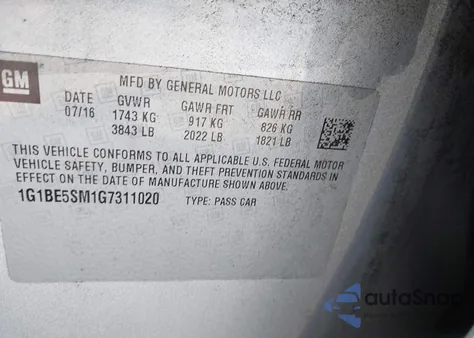 GM
MFD BY GENERAL MOTORS LLC
DATE GVWR GAWR FRT GAWR RR
07/16 1743 KG 917 KG 826 KG
3843 LB 2022 LB 1821 LB
THIS VEHICLE CONFORMS TO ALL APPLICABLE U.S. FEDERAL MOTOR
VEHICLE SAFETY, BUMPER, AND THEFT PREVENTION STANDARDS IN
EFFECT ON THE DATE OF MANUFACTURE SHOWN ABOVE.
1G1BE5SM1G7311020 TYPE: PASS CAR
autoSnap